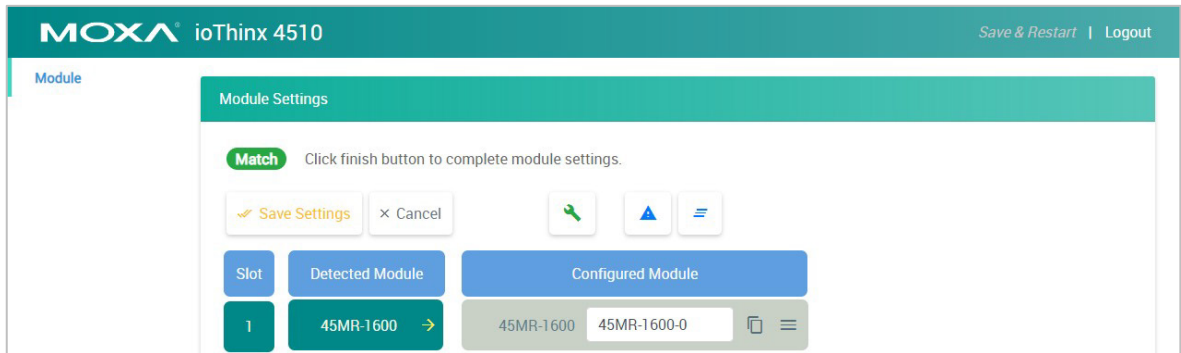 MOXA ioThinx 4510 Save & Restart | Logout
Module
Module Settings
Match Click finish button to complete module settings.
Save Settings × Cancel
Slot Detected Module Configured Module
1 45MR-1600 → 45MR-1600 45MR-1600-0